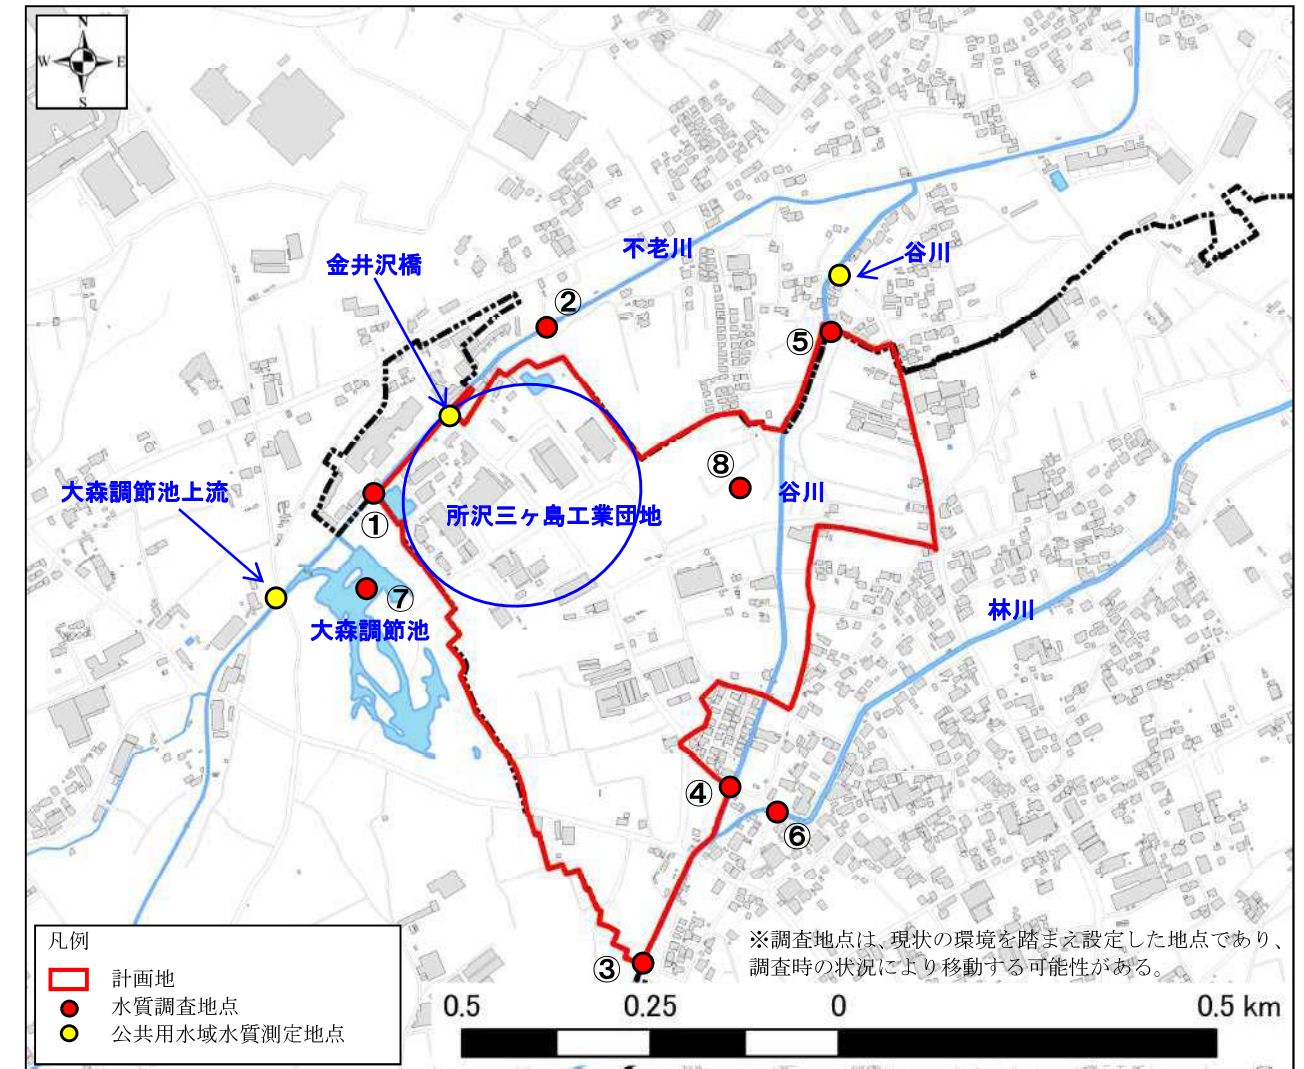 N
W
E
S
不老川
谷川
金井沢橋
②
⑤
⑧
谷川
大森調節池上流
所沢三ヶ島工業団地
①
⑦
大森調節池
林川
④
⑥
③
※調査地点は、現状の環境を踏まえ設定した地点であり、
調査時の状況により移動する可能性がある。
凡例
計画地
水質調査地点
公共用水域水質測定地点
0.5 0.25 0 0.5 km